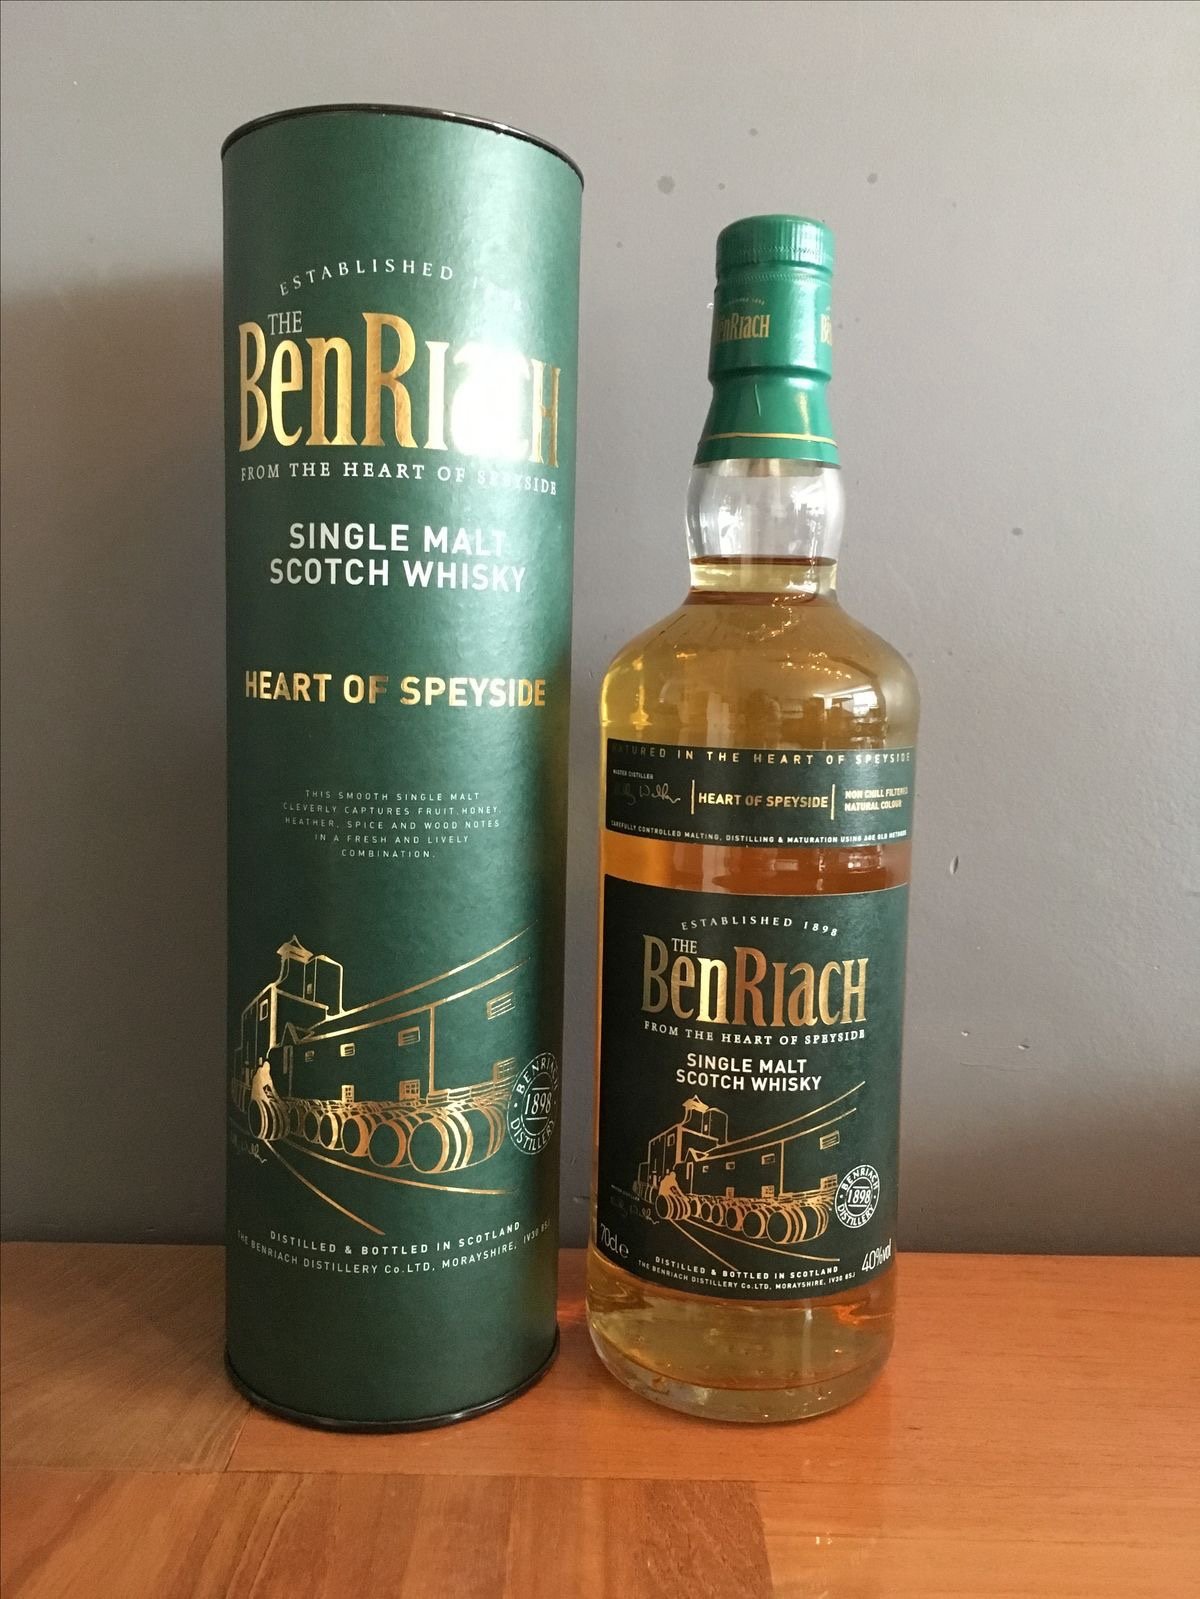 ESTABLISHED
THE
BENRIACH
FROM THE HEART OF SPEYSIDE
SINGLE MALT
SCOTCH WHISKY
HEART OF SPEYSIDE
THIS SMOOTH SINGLE MALT
CLEVERLY CAPTURES FRUIT, HONEY,
HEATHER, SPICE AND WOOD NOTES
IN A FRESH AND LIVELY
COMBINATION.
BENRIACH
1898
DISTILLERY
DISTILLED & BOTTLED IN SCOTLAND
THE BENRIACH DISTILLERY Co.LTD, MORAYSHIRE, IV30 8SJ
BENRIACH
MATURED IN THE HEART OF SPEYSIDE
MASTER DISTILLER
HEART OF SPEYSIDE
NON CHILL FILTERED
NATURAL COLOUR
CAREFULLY CONTROLLED MALTING, DISTILLING & MATURATION USING AGE OLD METHODS
ESTABLISHED 1898
THE
BENRIACH
FROM THE HEART OF SPEYSIDE
SINGLE MALT
SCOTCH WHISKY
BENRIACH
1898
DISTILLERY
MASTER DISTILLER
70cl e
40%vol
DISTILLED & BOTTLED IN SCOTLAND
THE BENRIACH DISTILLERY Co.LTD, MORAYSHIRE, IV30 8SJ